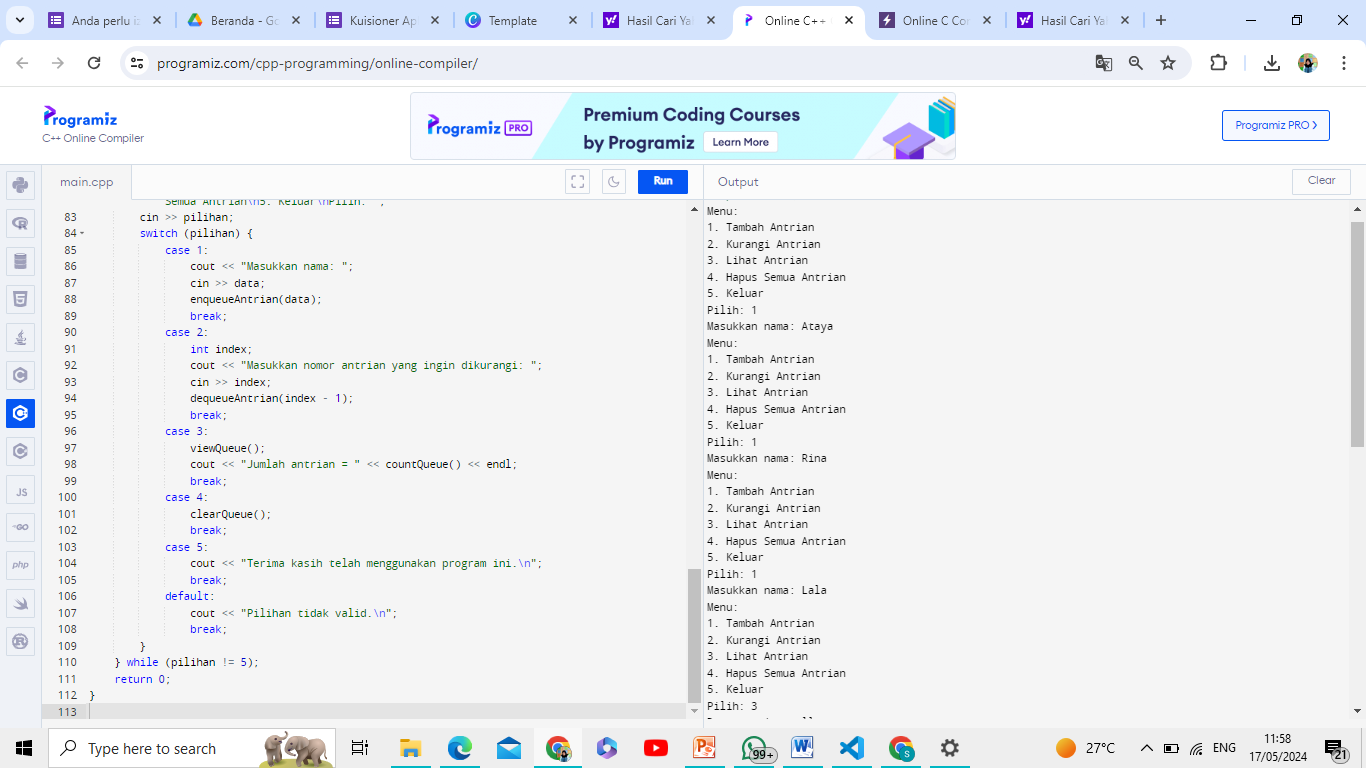 Anda perlu iz
Beranda - Go
Kuisioner Ap
Template
Hasil Cari Yal
Online C++
Online C Cor
Hasil Cari Yal
programiz.com/cpp-programming/online-compiler/
Programiz
C++ Online Compiler
Programiz PRO
Premium Coding Courses
by Programiz
Learn More
Programiz PRO
main.cpp
Run
Output
Clear
Semua Antrian\n5. Keluar\nPilih: ";
83 cin >> pilihan;
84 switch (pilihan) {
85 case 1:
86 cout << "Masukkan nama: ";
87 cin >> data;
88 enqueueAntrian(data);
89 break;
90 case 2:
91 int index;
92 cout << "Masukkan nomor antrian yang ingin dikurangi: ";
93 cin >> index;
94 dequeueAntrian(index - 1);
95 break;
96 case 3:
97 viewQueue();
98 cout << "Jumlah antrian = " << countQueue() << endl;
99 break;
100 case 4:
101 clearQueue();
102 break;
103 case 5:
104 cout << "Terima kasih telah menggunakan program ini.\n";
105 break;
106 default:
107 cout << "Pilihan tidak valid.\n";
108 break;
109 }
110 } while (pilihan != 5);
111 return 0;
112 }
113
Menu:
1. Tambah Antrian
2. Kurangi Antrian
3. Lihat Antrian
4. Hapus Semua Antrian
5. Keluar
Pilih: 1
Masukkan nama: Ataya
Menu:
1. Tambah Antrian
2. Kurangi Antrian
3. Lihat Antrian
4. Hapus Semua Antrian
5. Keluar
Pilih: 1
Masukkan nama: Rina
Menu:
1. Tambah Antrian
2. Kurangi Antrian
3. Lihat Antrian
4. Hapus Semua Antrian
5. Keluar
Pilih: 1
Masukkan nama: Lala
Menu:
1. Tambah Antrian
2. Kurangi Antrian
3. Lihat Antrian
4. Hapus Semua Antrian
5. Keluar
Pilih: 3
JS
GO
php
Type here to search
99+
27°C
ENG
11:58
17/05/2024
21